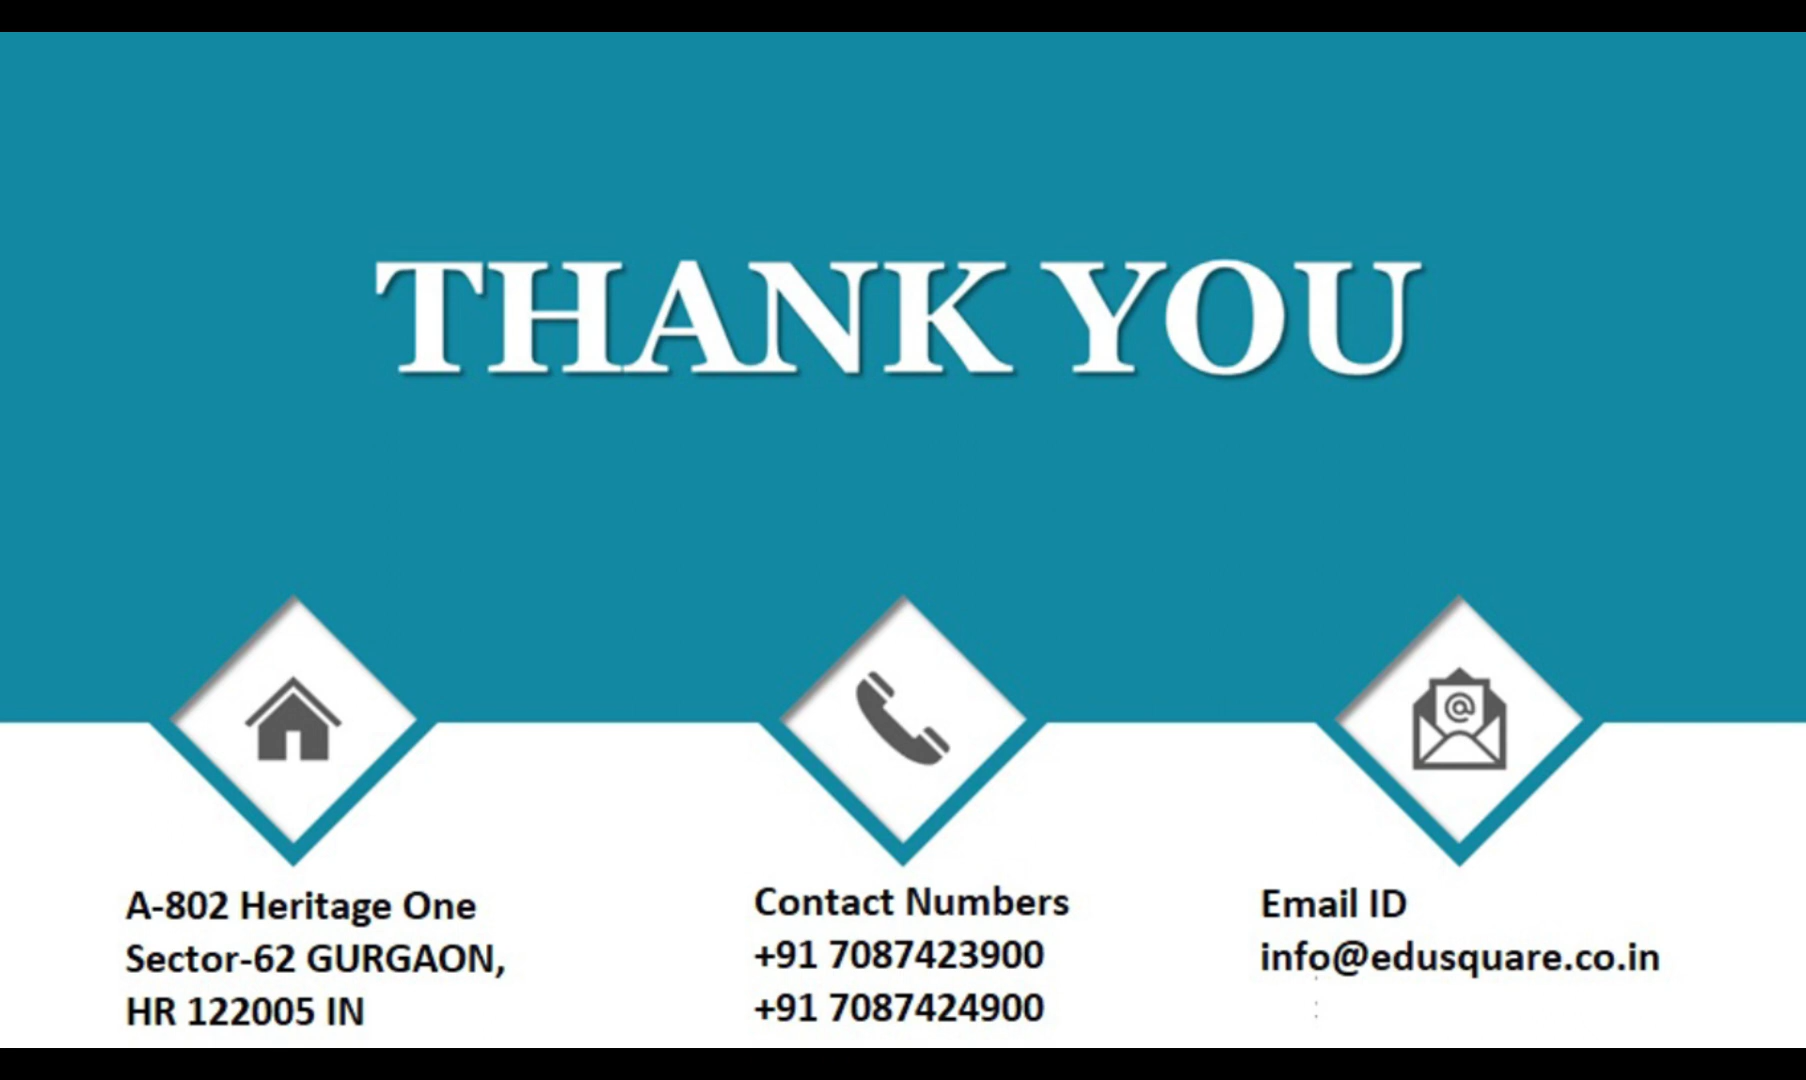 THANK YOU
A-802 Heritage One
Sector-62 GURGAON,
HR 122005 IN
Contact Numbers
+91 7087423900
+91 7087424900
Email ID
info@edusquare.co.in